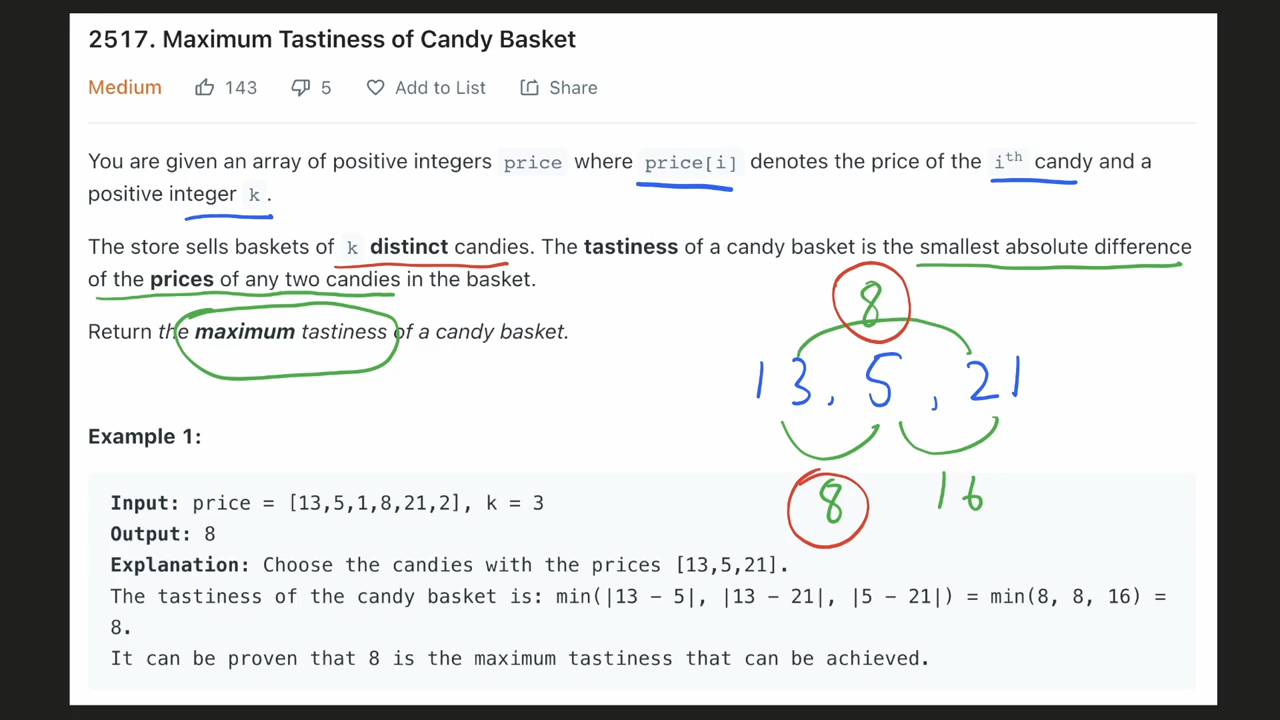 2517. Maximum Tastiness of Candy Basket
Medium 143 5 Add to List Share
You are given an array of positive integers price where price[i] denotes the price of the ith candy and a
positive integer k.
The store sells baskets of k distinct candies. The tastiness of a candy basket is the smallest absolute difference
of the prices of any two candies in the basket.
8
Return the maximum tastiness of a candy basket.
13, 5, 21
Example 1:
8 16
Input: price = [13,5,1,8,21,2], k = 3
Output: 8
Explanation: Choose the candies with the prices [13,5,21].
The tastiness of the candy basket is: min(|13 - 5|, |13 - 21|, |5 - 21|) = min(8, 8, 16) =
8.
It can be proven that 8 is the maximum tastiness that can be achieved.